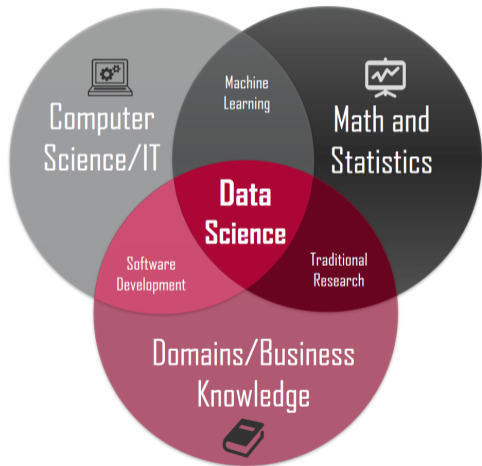 Machine
Learning
Computer
Science/IT
Math and
Statistics
Data
Science
Software
Development
Traditional
Research
Domains/Business
Knowledge